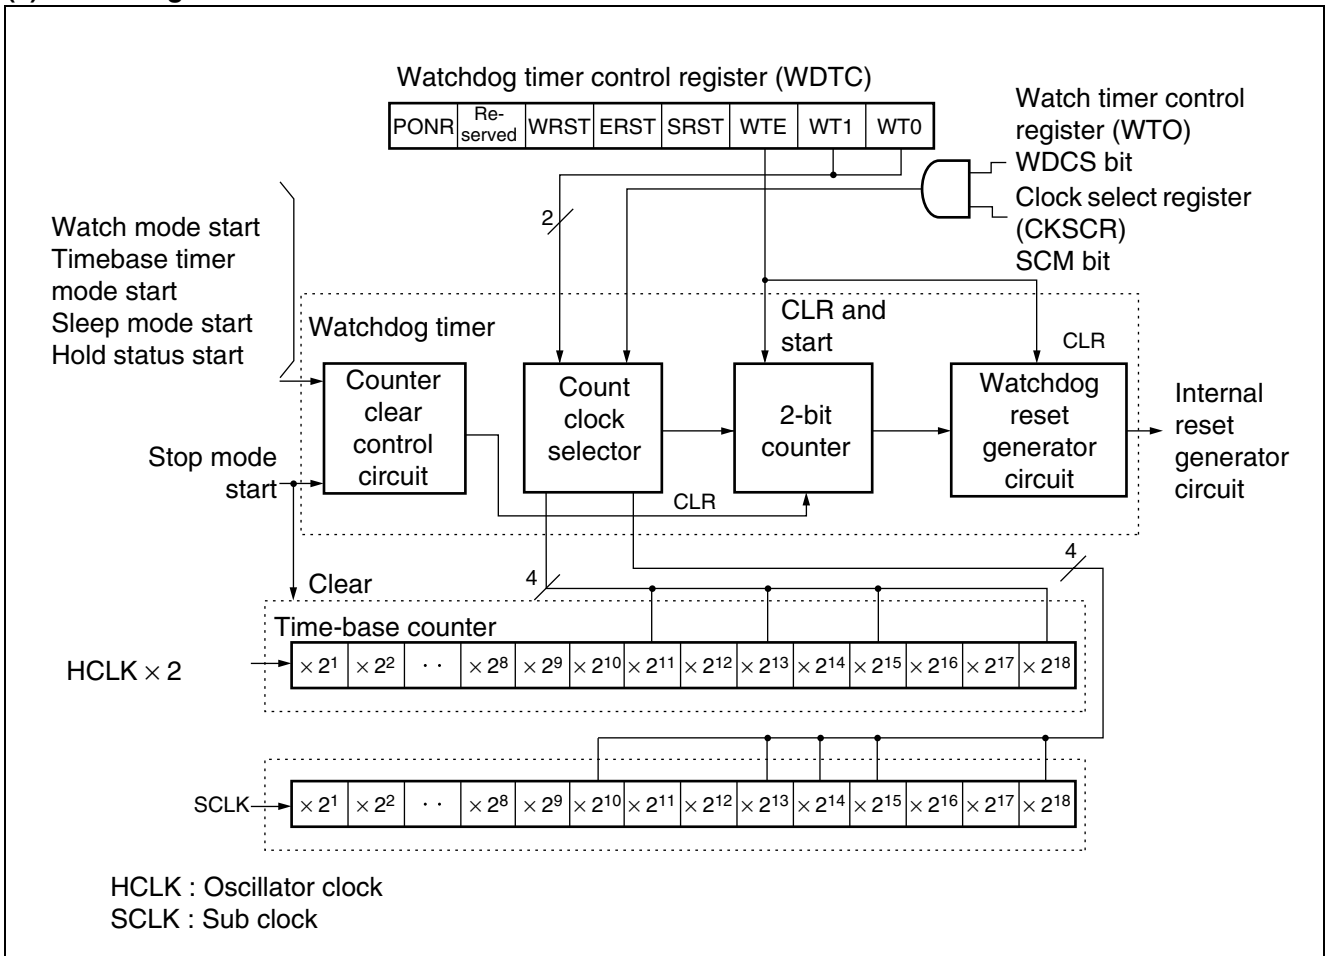 Watchdog timer control register (WDTC)
PONR Re-served WRST ERST SRST WTE WT1 WT0
Watch timer control
register (WTO)
WDCS bit
Clock select register
(CKSCR)
SCM bit
2
Watch mode start
Timebase timer
mode start
Sleep mode start
Hold status start
Watchdog timer
CLR and
start
CLR
Counter
clear
control
circuit
Count
clock
selector
2-bit
counter
Watchdog
reset
generator
circuit
Internal
reset
generator
circuit
Stop mode
start
CLR
4
4
Clear
Time-base counter
HCLK × 2
× 2¹ × 2² ·· × 2⁸ × 2⁹ × 2¹⁰ × 2¹¹ × 2¹² × 2¹³ × 2¹⁴ × 2¹⁵ × 2¹⁶ × 2¹⁷ × 2¹⁸
SCLK
× 2¹ × 2² ·· × 2⁸ × 2⁹ × 2¹⁰ × 2¹¹ × 2¹² × 2¹³ × 2¹⁴ × 2¹⁵ × 2¹⁶ × 2¹⁷ × 2¹⁸
HCLK : Oscillator clock
SCLK : Sub clock